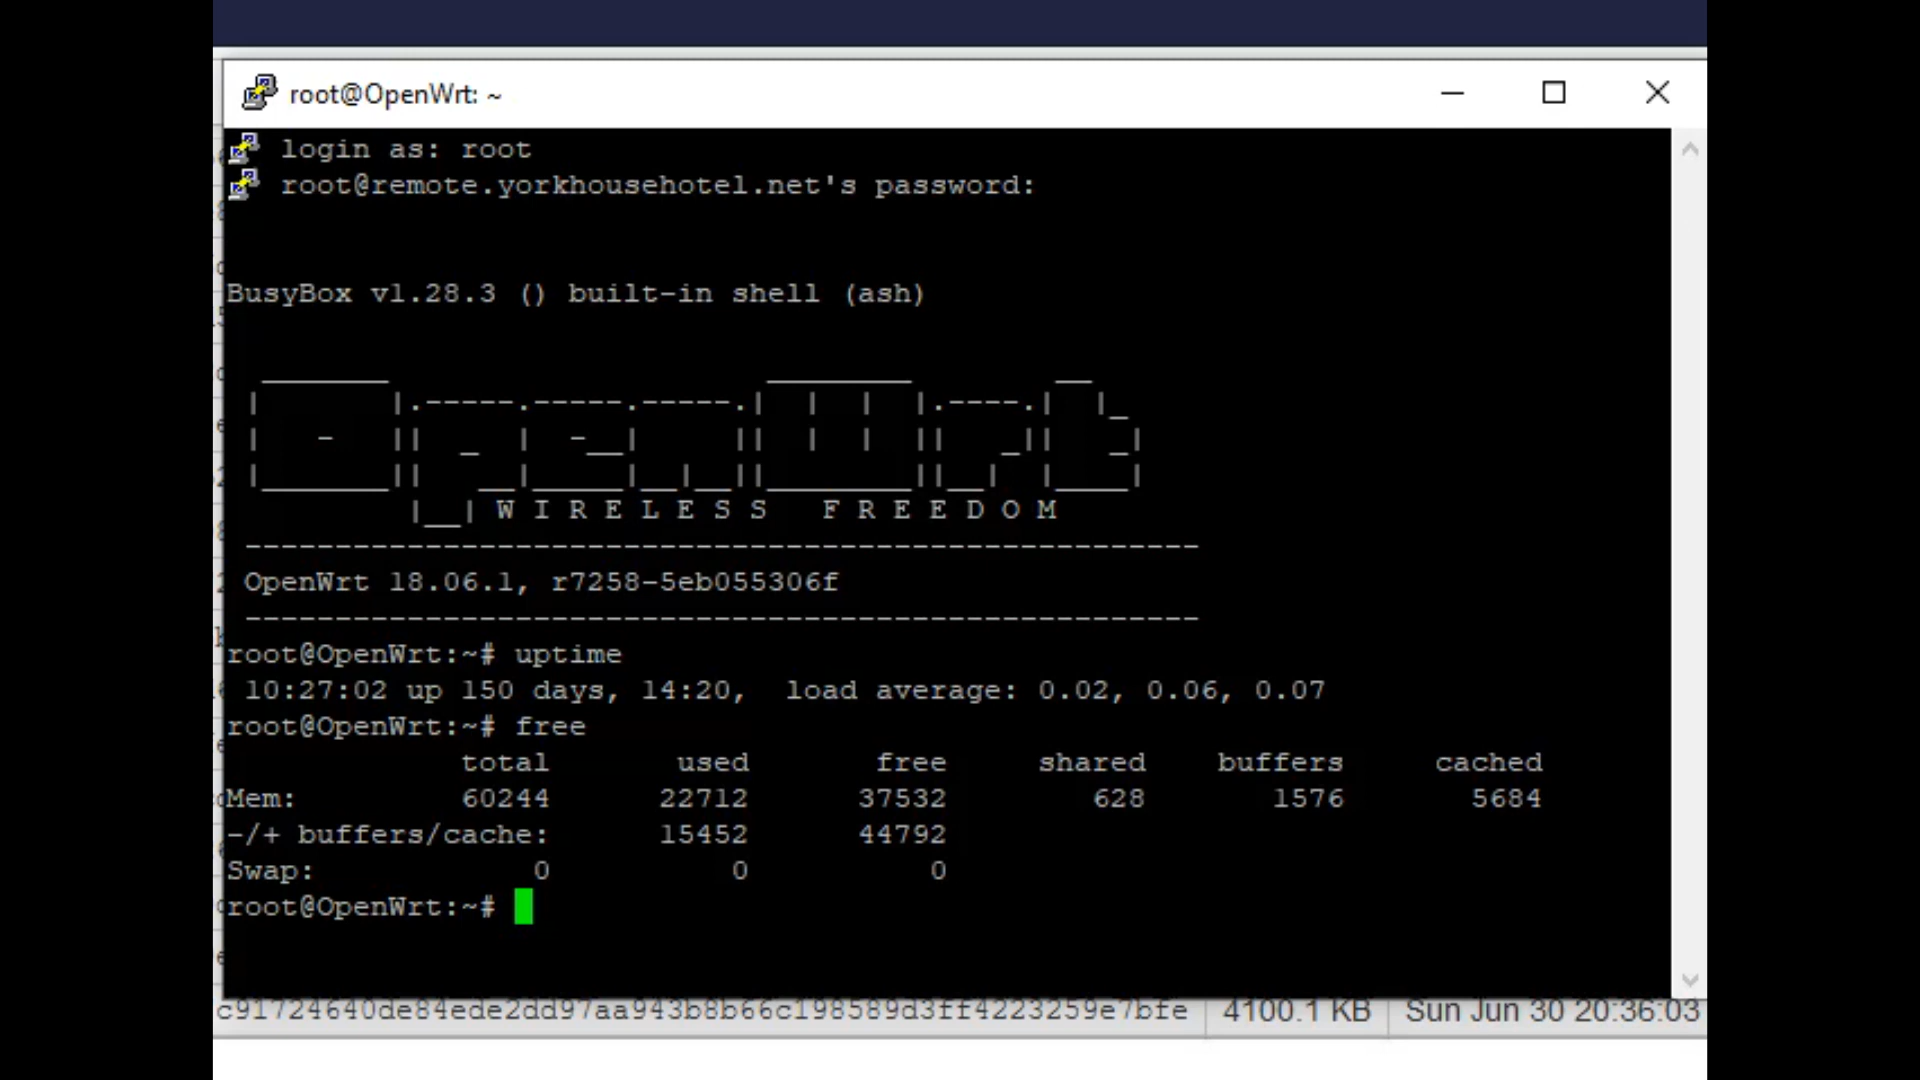 root@OpenWrt: ~
login as: root
root@remote.yorkhousehotel.net's password:
BusyBox v1.28.3 () built-in shell (ash)
OpenWrt
W I R E L E S S   F R E E D O M
-----------------------------------------------------
OpenWrt 18.06.1, r7258-5eb055306f
-----------------------------------------------------
root@OpenWrt:~# uptime
10:27:02 up 150 days, 14:20,  load average: 0.02, 0.06, 0.07
root@OpenWrt:~# free
total used free shared buffers cached
Mem: 60244 22712 37532 628 1576 5684
-/+ buffers/cache: 15452 44792
Swap: 0 0 0
root@OpenWrt:~#
c91724640de84ede2dd97aa943b8b66c198589d3ff4223259e7bfe 4100.1 KB Sun Jun 30 20:36:03